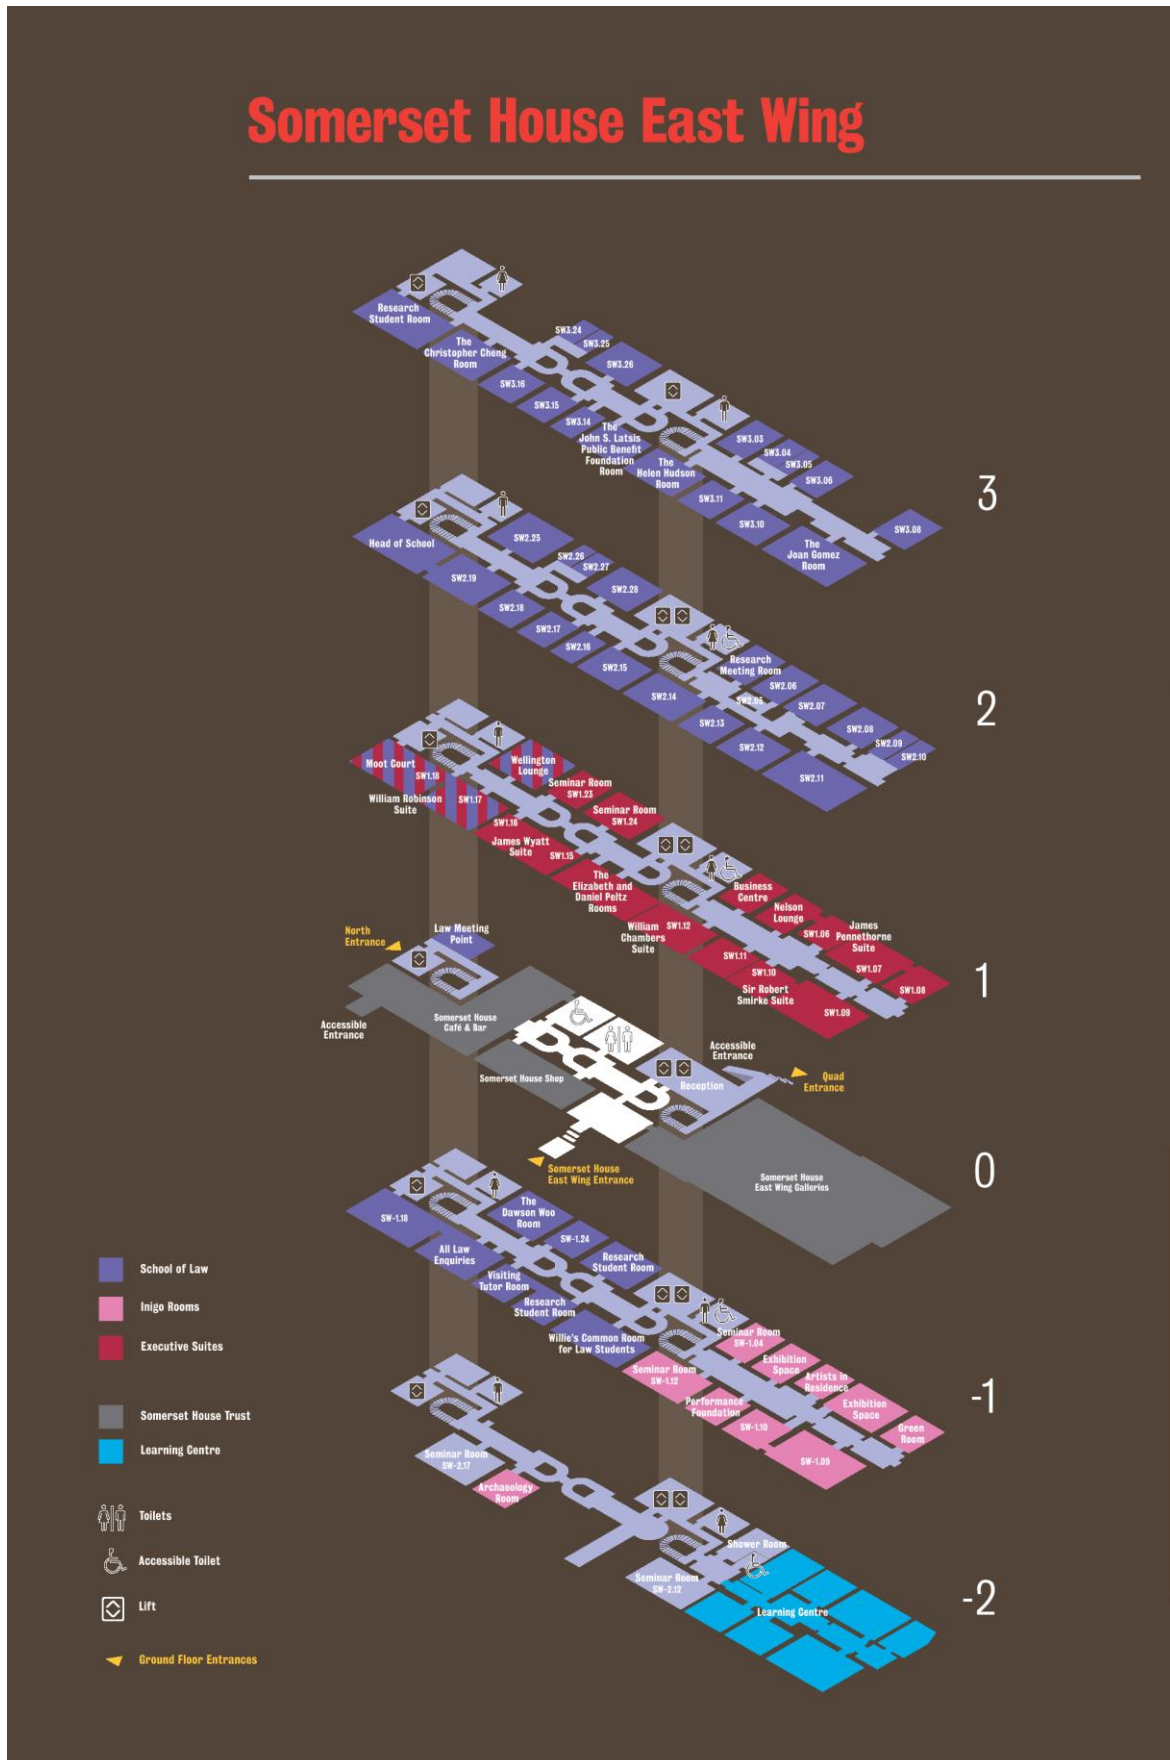 Somerset House East Wing
Research
Student Room
The
Christopher Cheng
Room
SW3.16
SW3.15
SW3.14
The
John S. Latsis
Public Benefit
Foundation
Room
The
Helen Hudson
Room
SW3.11
SW3.10
The
Joan Gomez
Room
SW3.24
SW3.25
SW3.26
SW3.03
SW3.04
SW3.05
SW3.06
SW3.08
3
Head of School
SW2.19
SW2.18
SW2.17
SW2.16
SW2.15
SW2.14
SW2.13
SW2.12
SW2.11
SW2.25
SW2.26
SW2.27
SW2.28
Research
Meeting Room
SW2.05
SW2.06
SW2.07
SW2.08
SW2.09
SW2.10
2
Moot Court
SW1.18
William Robinson
Suite
SW1.17
SW1.16
James Wyatt
Suite
SW1.15
The
Elizabeth and
Daniel Peltz
Rooms
William
Chambers
Suite
SW1.12
SW1.11
SW1.10
Sir Robert
Smirke Suite
SW1.09
Wellington
Lounge
Seminar Room
SW1.23
Seminar Room
SW1.24
Business
Centre
Nelson
Lounge
SW1.06
James
Pennethorne
Suite
SW1.07
SW1.08
1
North
Entrance
Law Meeting
Point
Accessible
Entrance
Somerset House
Café & Bar
Somerset House Shop
Reception
Accessible
Entrance
Quad
Entrance
Somerset House
East Wing Entrance
Somerset House
East Wing Galleries
0
SW-1.18
All Law
Enquiries
Visiting
Tutor Room
Research
Student Room
Willie's Common Room
for Law Students
Seminar Room
SW-1.12
Performance
Foundation
SW-1.10
SW-1.09
The
Dawson Woo
Room
SW-1.24
Research
Student Room
Seminar Room
SW-1.04
Exhibition
Space
Artists in
Residence
Exhibition
Space
Green
Room
-1
Seminar Room
SW-2.17
Archaeology
Room
Seminar Room
SW-2.12
Shower Room
Learning Centre
-2
School of Law
Inigo Rooms
Executive Suites
Somerset House Trust
Learning Centre
Toilets
Accessible Toilet
Lift
Ground Floor Entrances